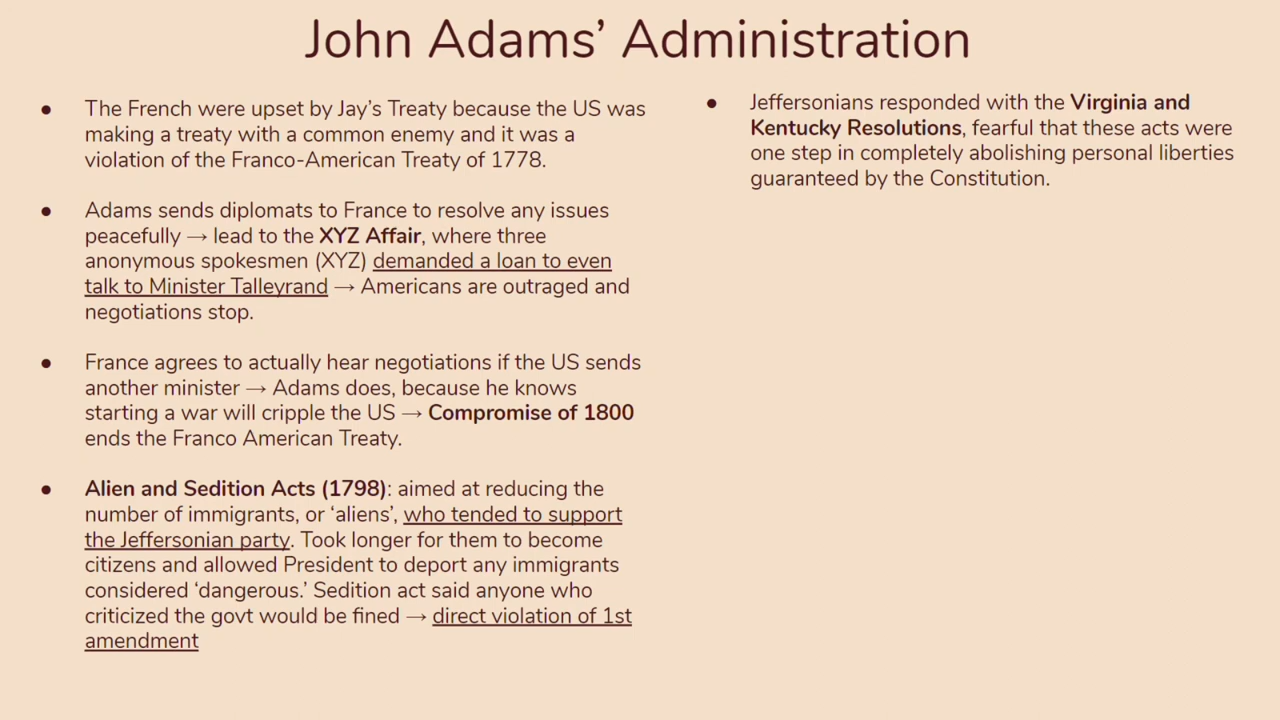 John Adams’ Administration
● The French were upset by Jay’s Treaty because the US was
making a treaty with a common enemy and it was a
violation of the Franco-American Treaty of 1778.
● Adams sends diplomats to France to resolve any issues
peacefully → lead to the XYZ Affair, where three
anonymous spokesmen (XYZ) demanded a loan to even
talk to Minister Talleyrand → Americans are outraged and
negotiations stop.
● France agrees to actually hear negotiations if the US sends
another minister → Adams does, because he knows
starting a war will cripple the US → Compromise of 1800
ends the Franco American Treaty.
● Alien and Sedition Acts (1798): aimed at reducing the
number of immigrants, or ‘aliens’, who tended to support
the Jeffersonian party. Took longer for them to become
citizens and allowed President to deport any immigrants
considered ‘dangerous.’ Sedition act said anyone who
criticized the govt would be fined → direct violation of 1st
amendment
● Jeffersonians responded with the Virginia and
Kentucky Resolutions, fearful that these acts were
one step in completely abolishing personal liberties
guaranteed by the Constitution.